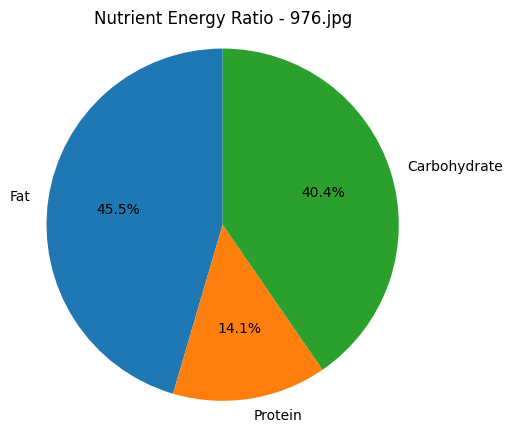 Nutrient Energy Ratio - 976.jpg
Carbohydrate
40.4%
Fat
45.5%
14.1%
Protein